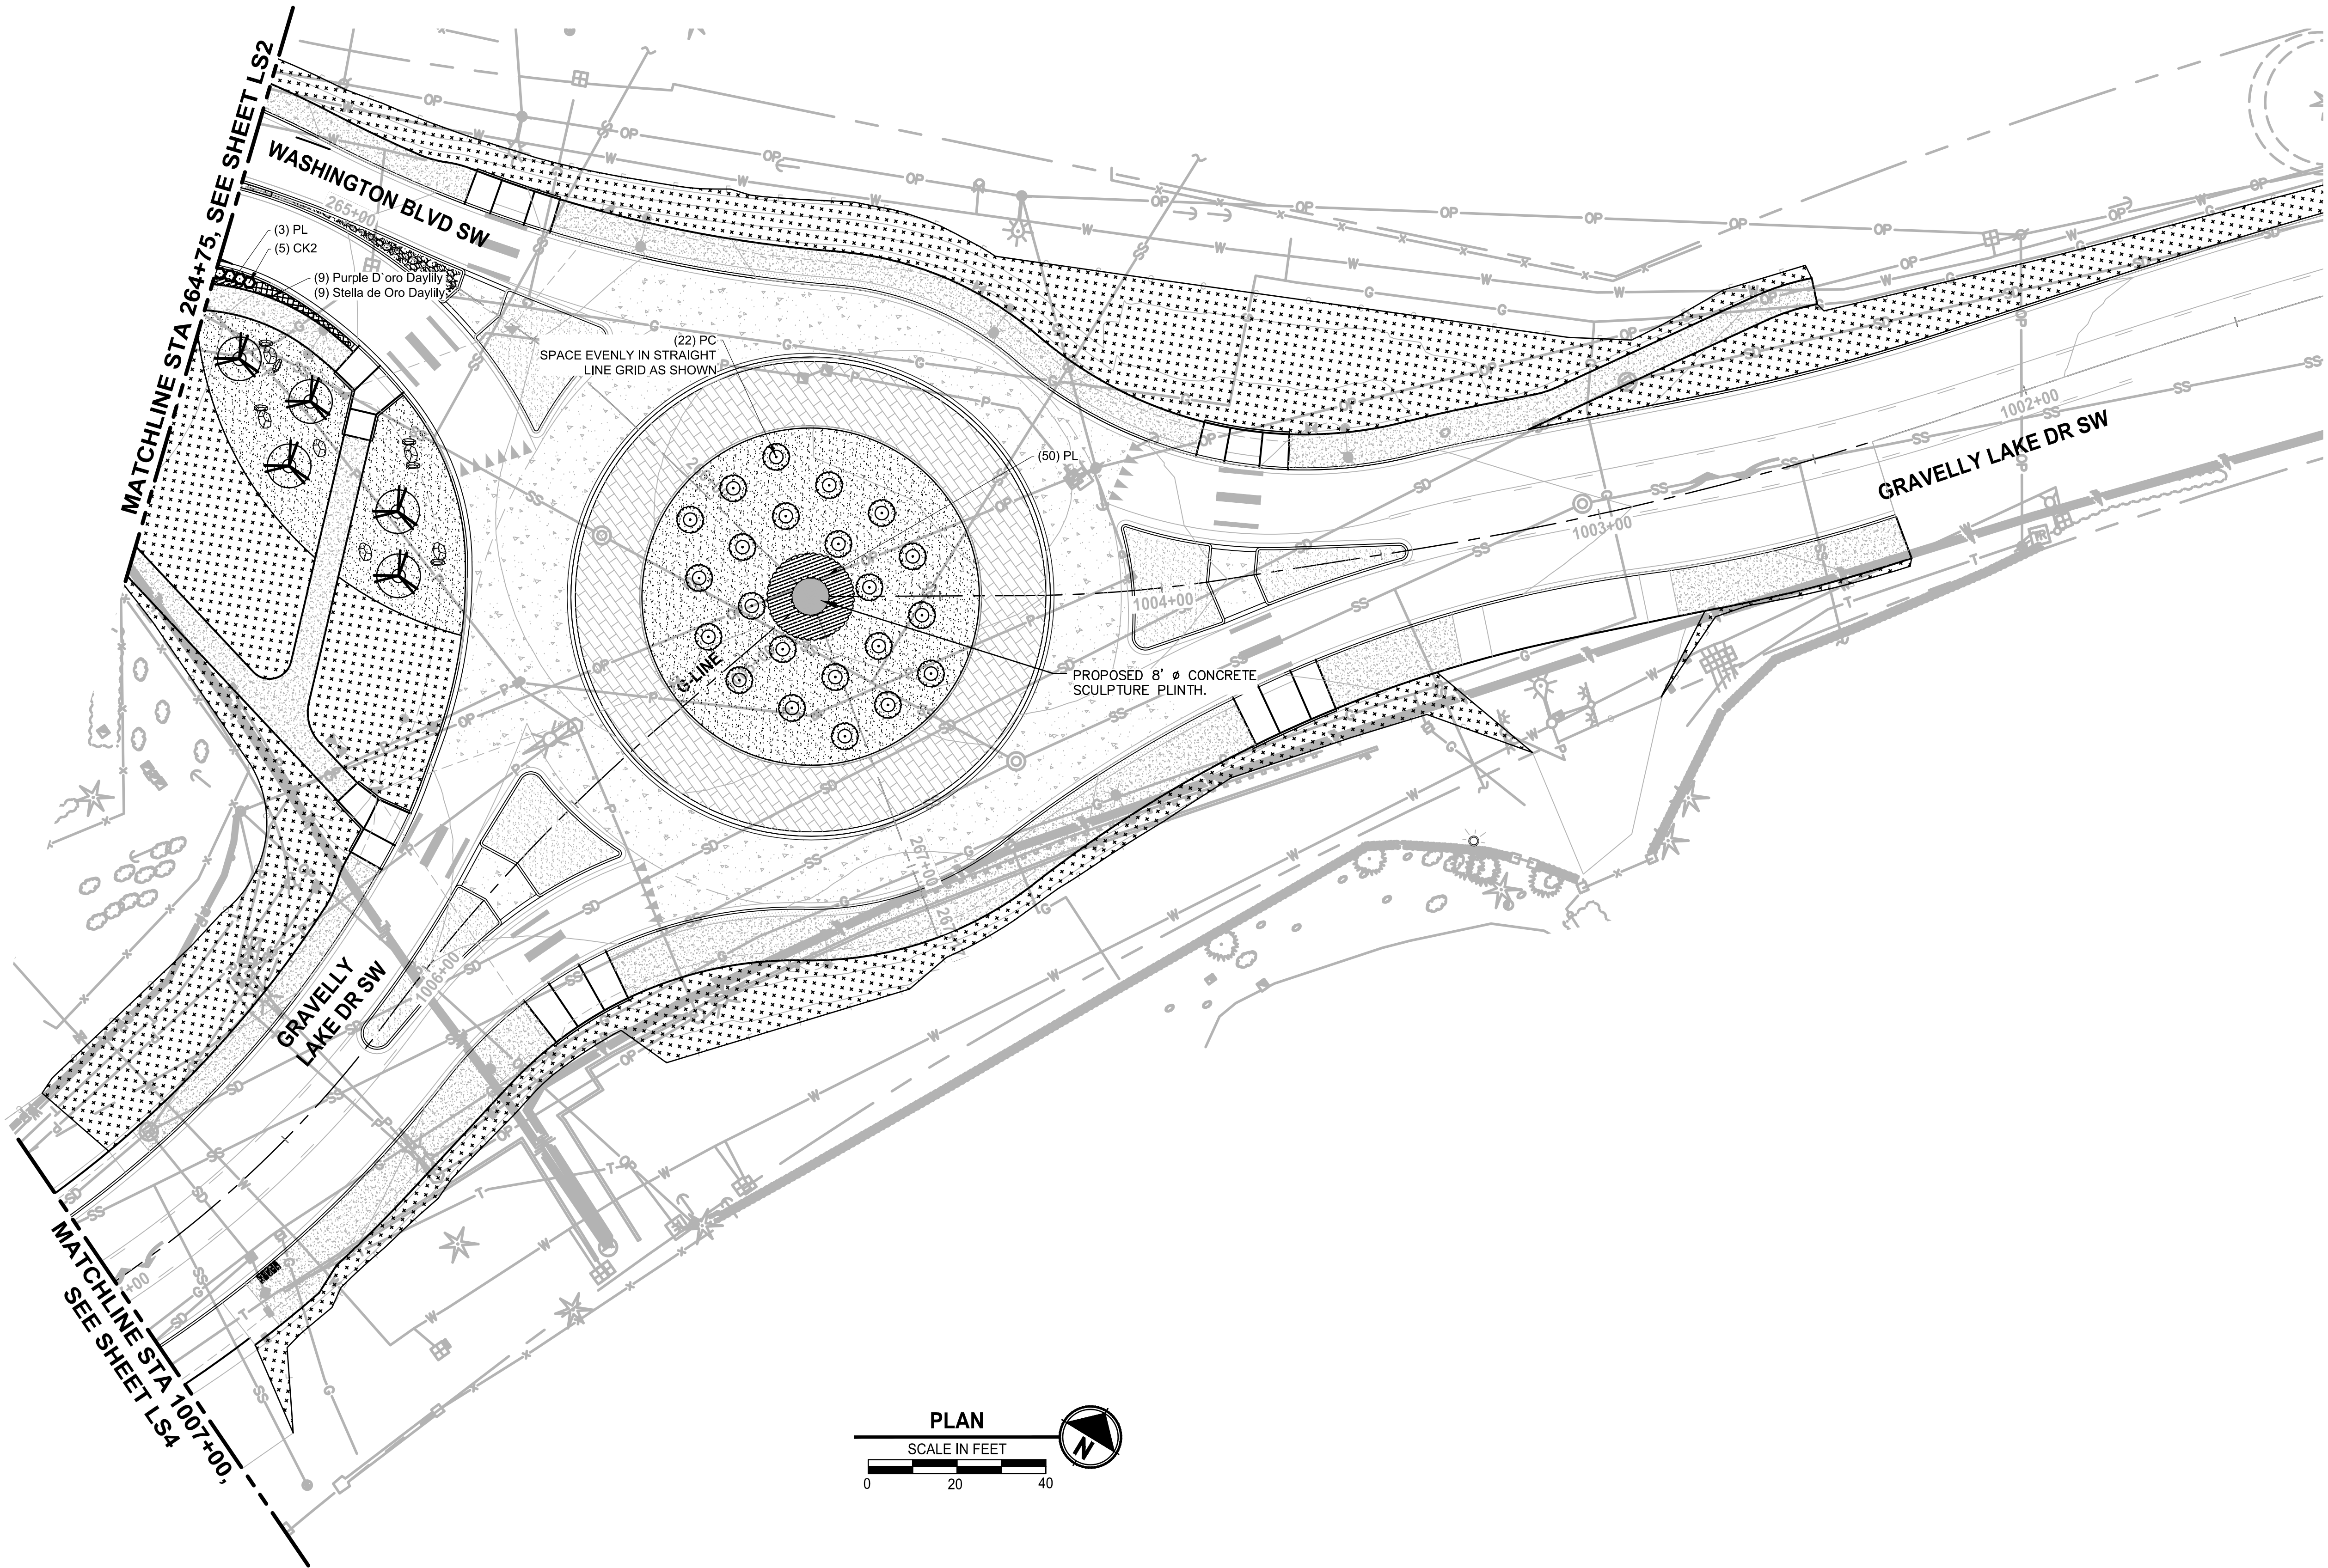 MATCHLINE STA 264+75, SEE SHEET LS2
WASHINGTON BLVD SW
265+00
(3) PL
(5) CK2
(9) Purple D`oro Daylily
(9) Stella de Oro Daylily
(22) PC
SPACE EVENLY IN STRAIGHT
LINE GRID AS SHOWN
(50) PL
1002+00
GRAVELLY LAKE DR SW
1003+00
1004+00
G-LINE
PROPOSED 8' ø CONCRETE
SCULPTURE PLINTH.
267+00
1006+00
GRAVELLY
LAKE DR SW
MATCHLINE STA 1007+00,
SEE SHEET LS4
PLAN
SCALE IN FEET
0 20 40
N